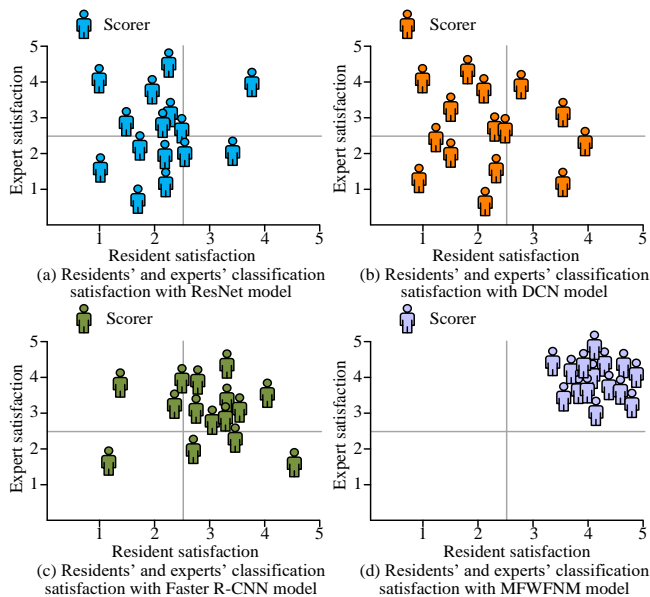 Scorer
5
4
3
2
1
Expert satisfaction
1 2 3 4 5
Resident satisfaction
(a) Residents' and experts' classification
satisfaction with ResNet model
Scorer
5
4
3
2
1
Expert satisfaction
1 2 3 4 5
Resident satisfaction
(b) Residents' and experts' classification
satisfaction with DCN model
Scorer
5
4
3
2
1
Expert satisfaction
1 2 3 4 5
Resident satisfaction
(c) Residents' and experts' classification
satisfaction with Faster R-CNN model
Scorer
5
4
3
2
1
Expert satisfaction
1 2 3 4 5
Resident satisfaction
(d) Residents' and experts' classification
satisfaction with MFWFNM model